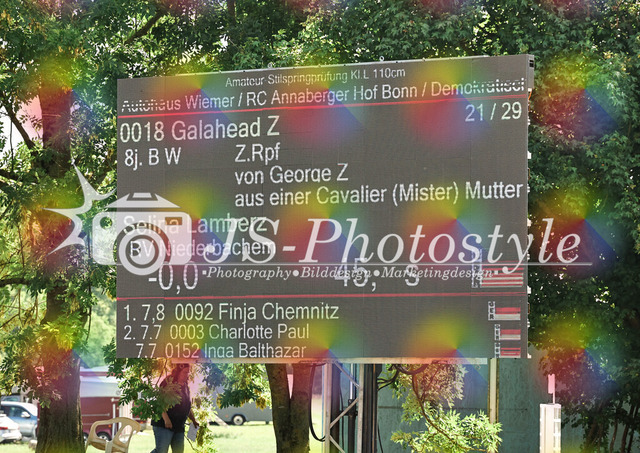 Amateur Stilspringprüfung Kl.L 110cm
Autohaus Wiemer / RC Annaberger Hof Bonn / Demokratisch
21 / 29
0018 Galahead Z
8j. B W Z.Rpf
von George Z
aus einer Cavalier (Mister) Mutter
Selina Lamberz
BV Niederbachem
-0,0
JS-Photostyle
•Photography•Bilddesign•Marketingdesign•
1. 7,8 0092 Finja Chemnitz
2. 7.7 0003 Charlotte Paul
7.7 0152 Inga Balthazar